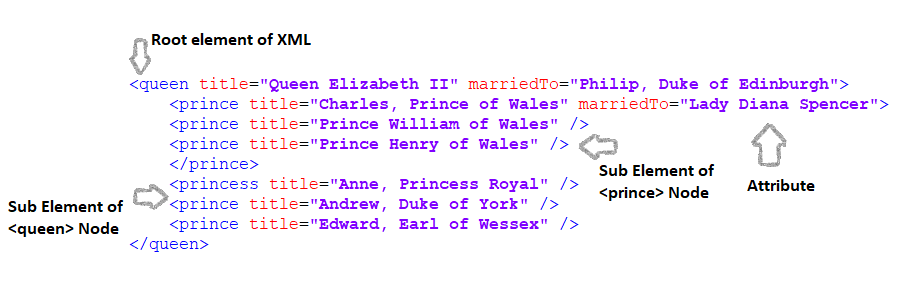 Root element of XML
<queen title="Queen Elizabeth II" marriedTo="Philip, Duke of Edinburgh">
<prince title="Charles, Prince of Wales" marriedTo="Lady Diana Spencer">
<prince title="Prince William of Wales" />
<prince title="Prince Henry of Wales" />
</prince>
<princess title="Anne, Princess Royal" />
<prince title="Andrew, Duke of York" />
<prince title="Edward, Earl of Wessex" />
</queen>
Sub Element of
<prince> Node
Attribute
Sub Element of
<queen> Node